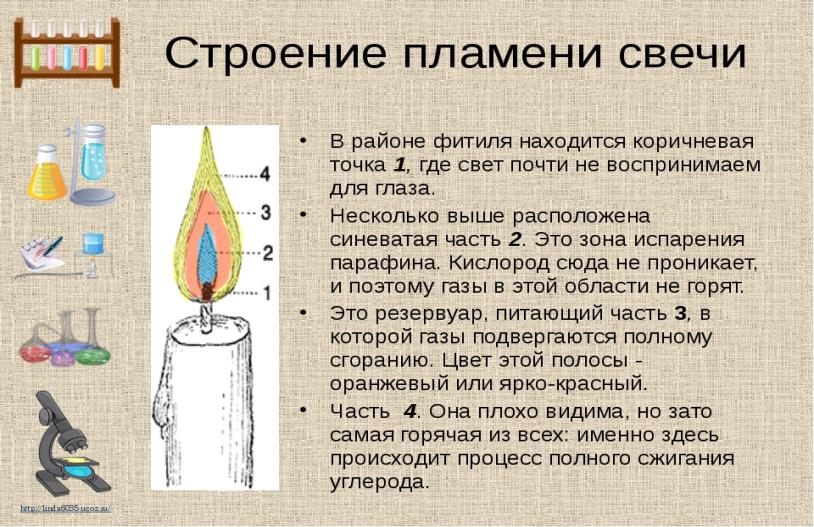 Строение пламени свечи
• В районе фитиля находится коричневая
точка 1, где свет почти не воспринимаем
для глаза.
• Несколько выше расположена
синеватая часть 2. Это зона испарения
парафина. Кислород сюда не проникает,
и поэтому газы в этой области не горят.
• Это резервуар, питающий часть 3, в
которой газы подвергаются полному
сгоранию. Цвет этой полосы -
оранжевый или ярко-красный.
• Часть 4. Она плохо видима, но зато
самая горячая из всех: именно здесь
происходит процесс полного сжигания
углерода.
4
3
2
1
http://linda6035.ucoz.ru/